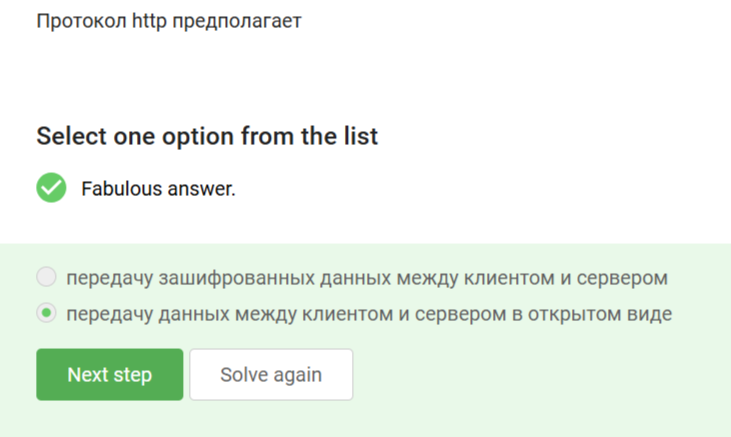 Протокол http предполагает
Select one option from the list
Fabulous answer.
передачу зашифрованных данных между клиентом и сервером
передачу данных между клиентом и сервером в открытом виде
Next step
Solve again